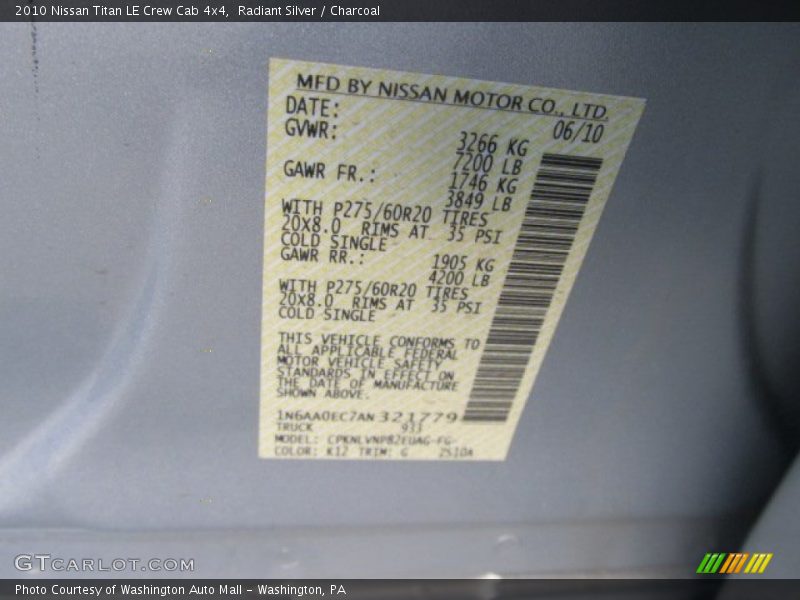 2010 Nissan Titan LE Crew Cab 4x4, Radiant Silver / Charcoal
MFD BY NISSAN MOTOR CO., LTD.
DATE: 06/10
GVWR: 3266 KG
7200 LB
GAWR FR.: 1746 KG
3849 LB
WITH P275/60R20 TIRES
20X8.0 RIMS AT 35 PSI
COLD SINGLE
GAWR RR.: 1905 KG
4200 LB
WITH P275/60R20 TIRES
20X8.0 RIMS AT 35 PSI
COLD SINGLE
THIS VEHICLE CONFORMS TO
ALL APPLICABLE FEDERAL
MOTOR VEHICLE SAFETY
STANDARDS IN EFFECT ON
THE DATE OF MANUFACTURE
SHOWN ABOVE.
1N6AA0EC7AN321779
TRUCK 933
MODEL:
COLOR: K12 TRIM: G
GTCARLOT.COM
Photo Courtesy of Washington Auto Mall - Washington, PA